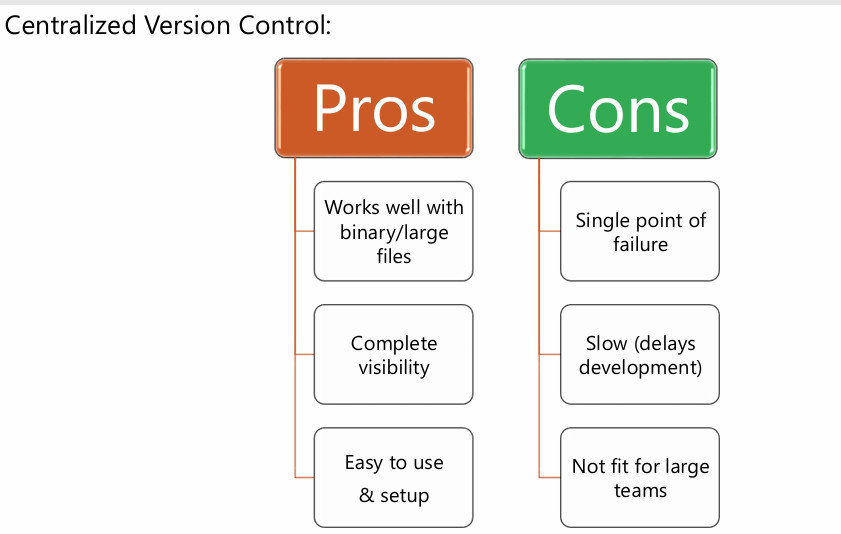 Centralized Version Control:
Pros
Works well with
binary/large
files
Complete
visibility
Easy to use
& setup
Cons
Single point of
failure
Slow (delays
development)
Not fit for large
teams